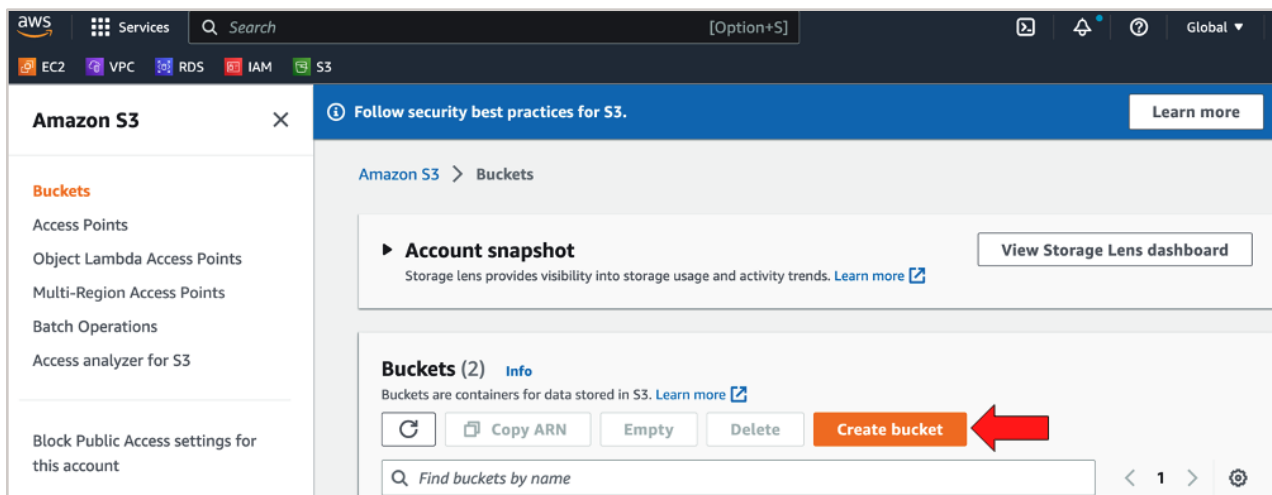 aws
Services
Search
[Option+S]
Global
EC2
VPC
RDS
IAM
S3
Amazon S3
Buckets
Access Points
Object Lambda Access Points
Multi-Region Access Points
Batch Operations
Access analyzer for S3
Block Public Access settings for
this account
Follow security best practices for S3.
Learn more
Amazon S3 > Buckets
Account snapshot
View Storage Lens dashboard
Storage lens provides visibility into storage usage and activity trends. Learn more
Buckets (2) Info
Buckets are containers for data stored in S3. Learn more
Copy ARN
Empty
Delete
Create bucket
Find buckets by name
1